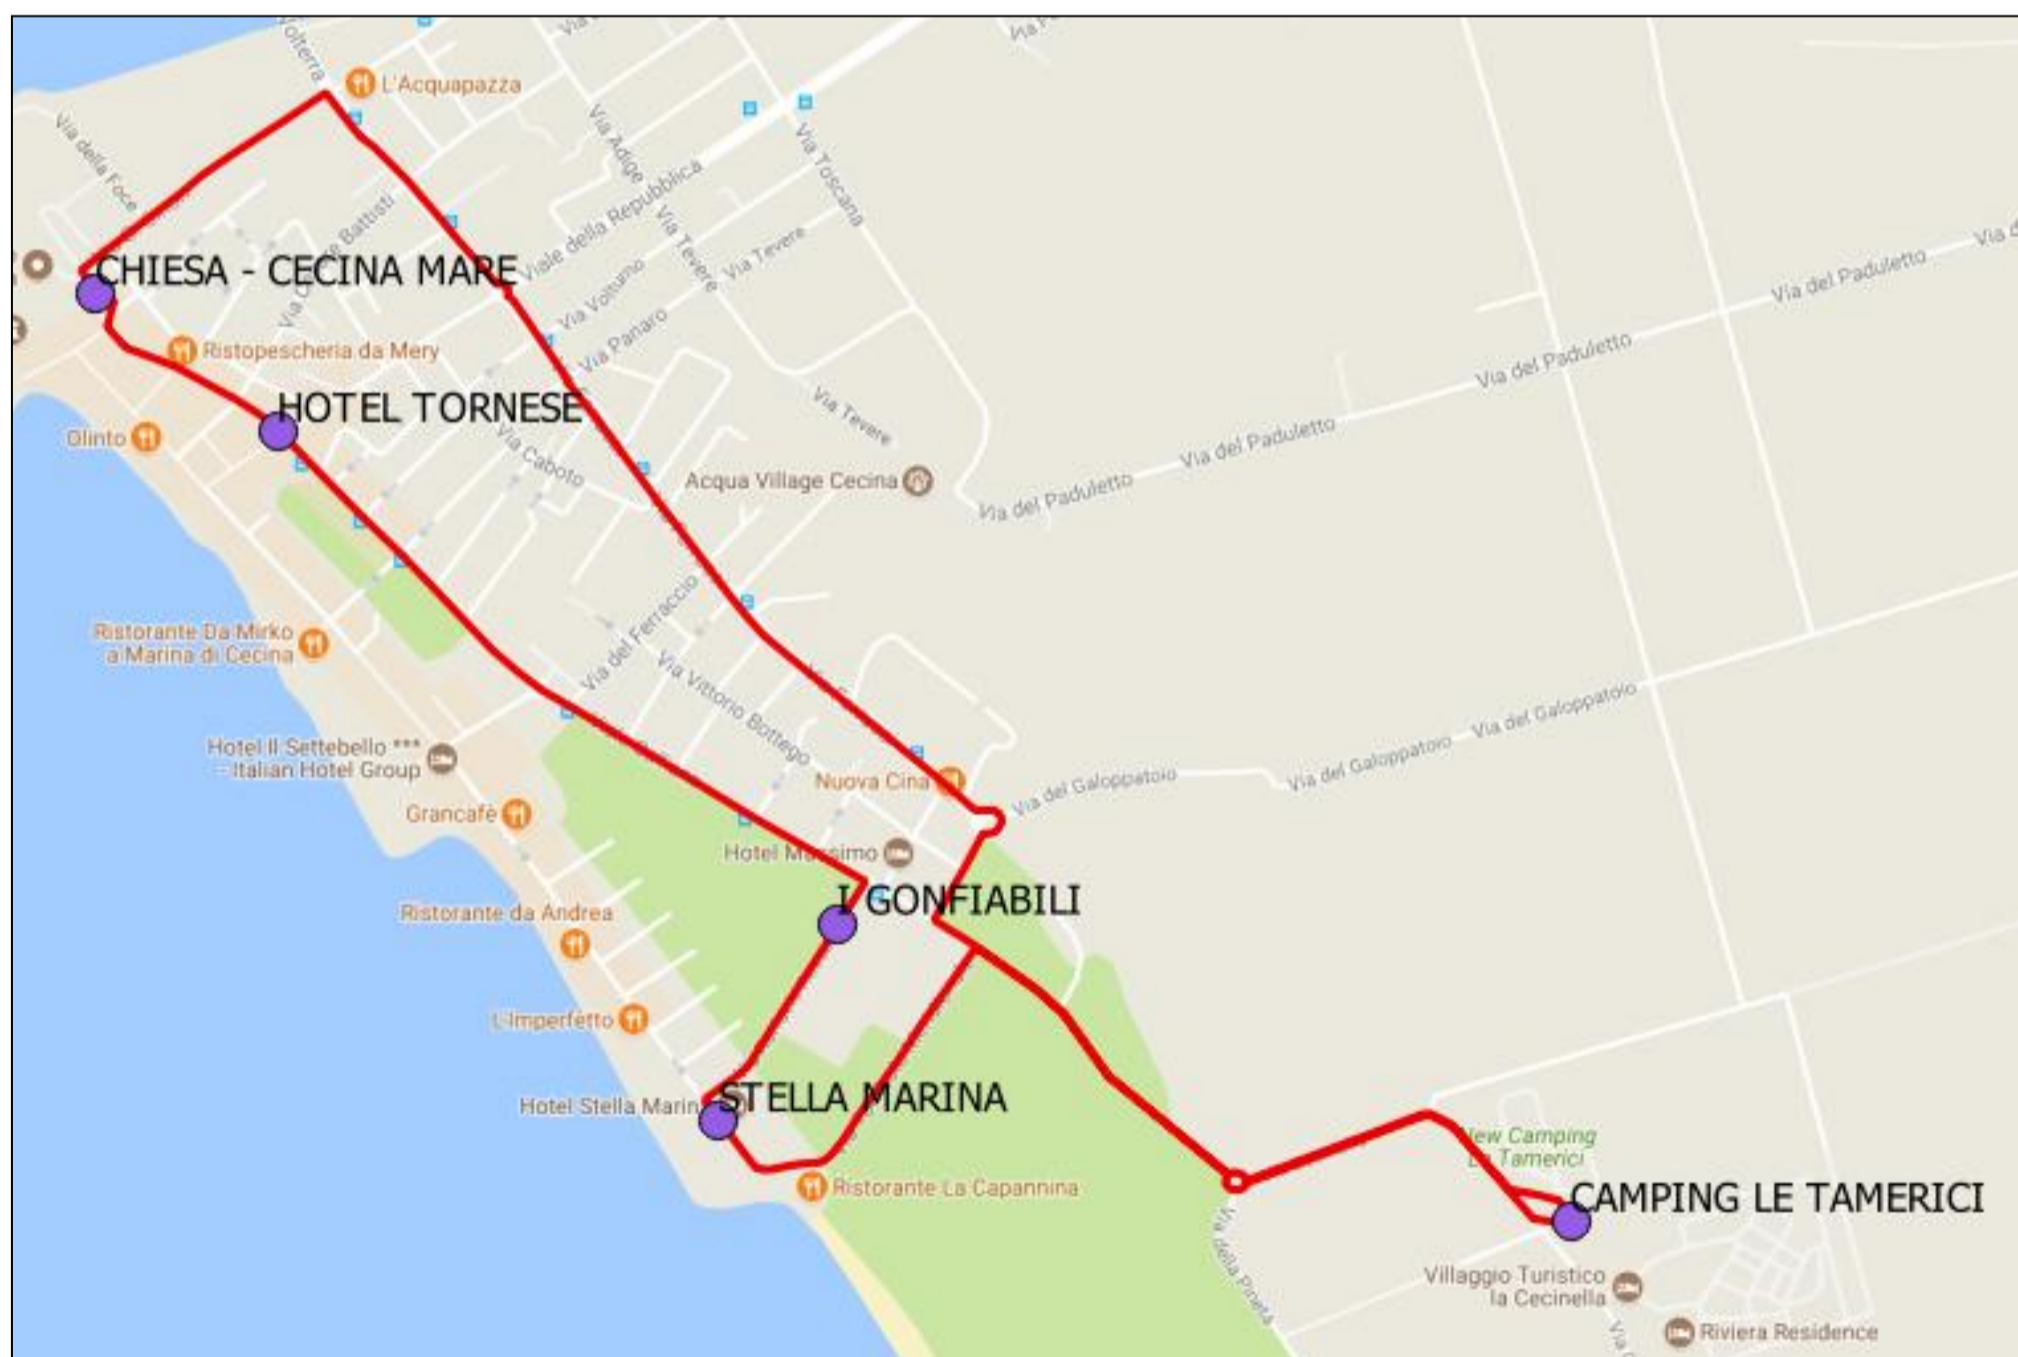 Volterra
L'Acquapazza
Via della Foce
Via Adige
Via Toscana
Viale della Repubblica
Via Tevere
Via Tevere
Via del Paduletto
CHIESA - CECINA MARE
Via Volturno
Via Panaro
Ristopescheria da Mery
Via del Paduletto
HOTEL TORNESE
Via Tevere
Olinto
Via Caboto
Via del Paduletto
Acqua Village Cecina
Via del Paduletto
Ristorante Da Mirko
a Marina di Cecina
Via del Ferraccio
Via Vittorio Bottego
Via del Galoppatoio
Hotel Il Settebello ***
- Italian Hotel Group
Nuova Cina
Via del Galoppatoio
Via del Galoppatoio
Grancafè
Hotel Massimo
I GONFIABILI
Ristorante da Andrea
L'Imperfetto
Hotel Stella Marin
STELLA MARINA
New Camping
Le Tamerici
Ristorante La Capannina
CAMPING LE TAMERICI
Via della Pineta
Villaggio Turistico
la Cecinella
Riviera Residence